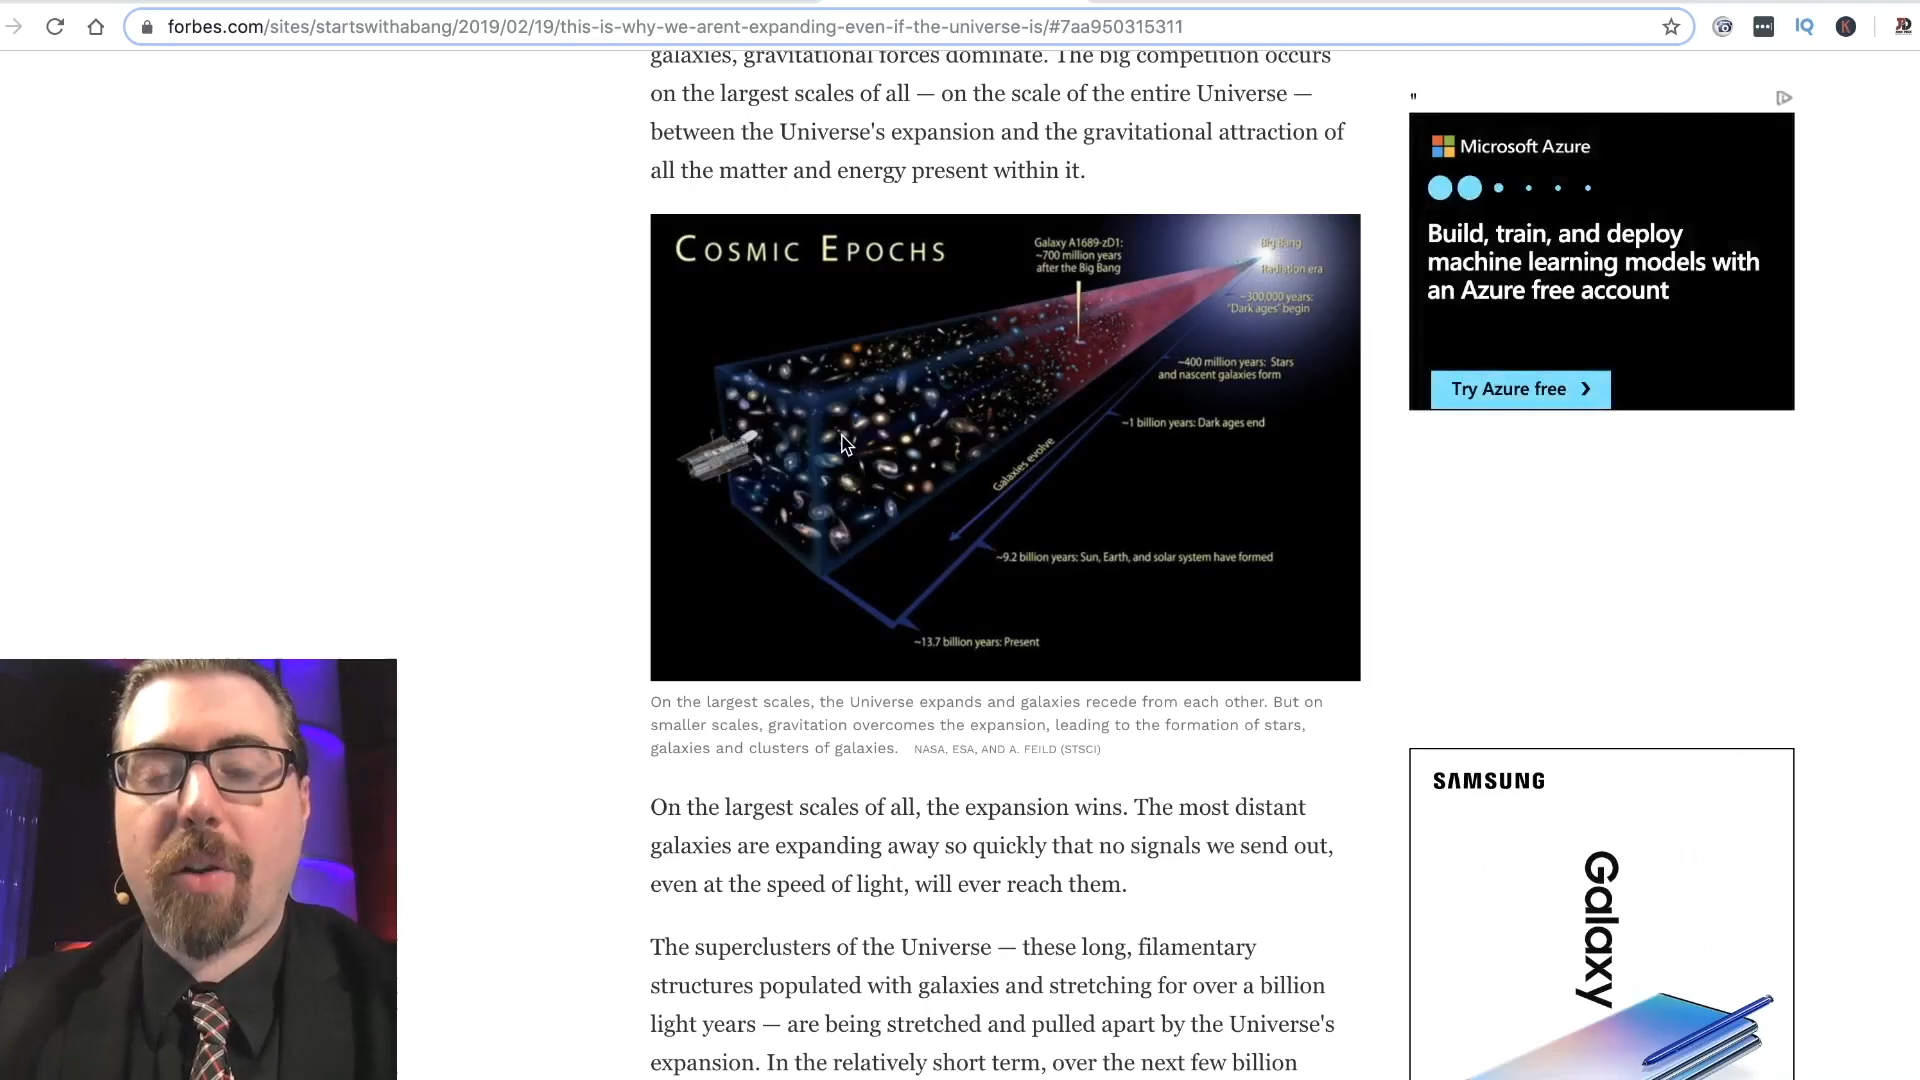 forbes.com/sites/startswithabang/2019/02/19/this-is-why-we-arent-expanding-even-if-the-universe-is/#7aa950315311
IQ
K
galaxies, gravitational forces dominate. The big competition occurs
on the largest scales of all — on the scale of the entire Universe —
between the Universe's expansion and the gravitational attraction of
all the matter and energy present within it.
COSMIC EPOCHS
Galaxy A1689-zD1:
~700 million years
after the Big Bang
Big Bang
Radiation era
~300,000 years:
"Dark ages" begin
~400 million years: Stars
and nascent galaxies form
~1 billion years: Dark ages end
Galaxies evolve
~9.2 billion years: Sun, Earth, and solar system have formed
~13.7 billion years: Present
On the largest scales, the Universe expands and galaxies recede from each other. But on
smaller scales, gravitation overcomes the expansion, leading to the formation of stars,
galaxies and clusters of galaxies. NASA, ESA, AND A. FEILD (STSCI)
On the largest scales of all, the expansion wins. The most distant
galaxies are expanding away so quickly that no signals we send out,
even at the speed of light, will ever reach them.
The superclusters of the Universe — these long, filamentary
structures populated with galaxies and stretching for over a billion
light years — are being stretched and pulled apart by the Universe's
expansion. In the relatively short term, over the next few billion
"
Microsoft Azure
Build, train, and deploy
machine learning models with
an Azure free account
Try Azure free
SAMSUNG
Galaxy